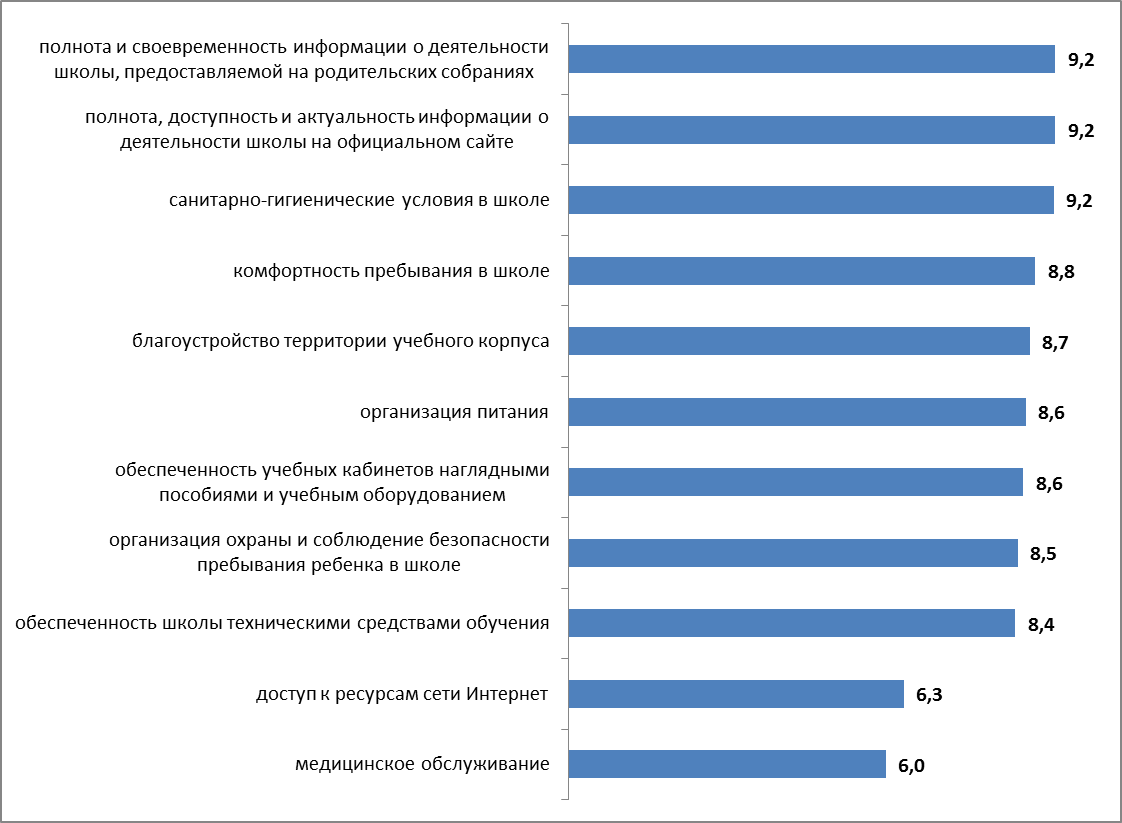 полнота и своевременность информации о деятельности
школы, предоставляемой на родительских собраниях
9,2
полнота, доступность и актуальность информации о
деятельности школы на официальном сайте
9,2
санитарно-гигиенические условия в школе
9,2
комфортность пребывания в школе
8,8
благоустройство территории учебного корпуса
8,7
организация питания
8,6
обеспеченность учебных кабинетов наглядными
пособиями и учебным оборудованием
8,6
организация охраны и соблюдение безопасности
пребывания ребенка в школе
8,5
обеспеченность школы техническими средствами обучения
8,4
доступ к ресурсам сети Интернет
6,3
медицинское обслуживание
6,0